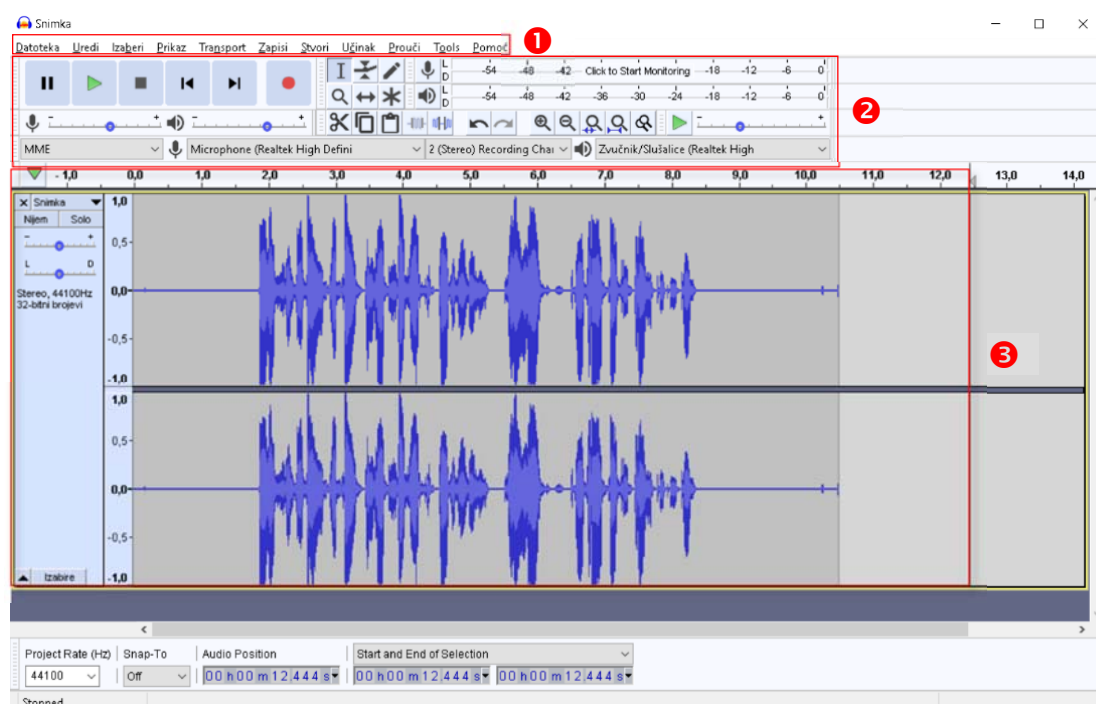 Snimka
Datoteka Uredi Izaberi Prikaz Transport Zapisi Stvori Učinak Prouči Tools Pomoć
1
L D -54 -48 -42 Click to Start Monitoring -18 -12 -6 0
L D -54 -48 -42 -36 -30 -24 -18 -12 -6 0
2
MME Microphone (Realtek High Defini 2 (Stereo) Recording Chai Zvučnik/Slušalice (Realtek High
- 1,0 0,0 1,0 2,0 3,0 4,0 5,0 6,0 7,0 8,0 9,0 10,0 11,0 12,0 13,0 14,0
x Snimka 1,0
Nijem Solo
- + 0,5-
L D
Stereo, 44100Hz 0,0-
32-bitni brojevi
-0,5-
3
-1,0
1,0
0,5-
0,0-
-0,5-
Izabire -1,0
Project Rate (Hz) Snap-To Audio Position Start and End of Selection
44100 Off 00 h 00 m 12,444 s 00 h 00 m 12,444 s 00 h 00 m 12,444 s
Stopped